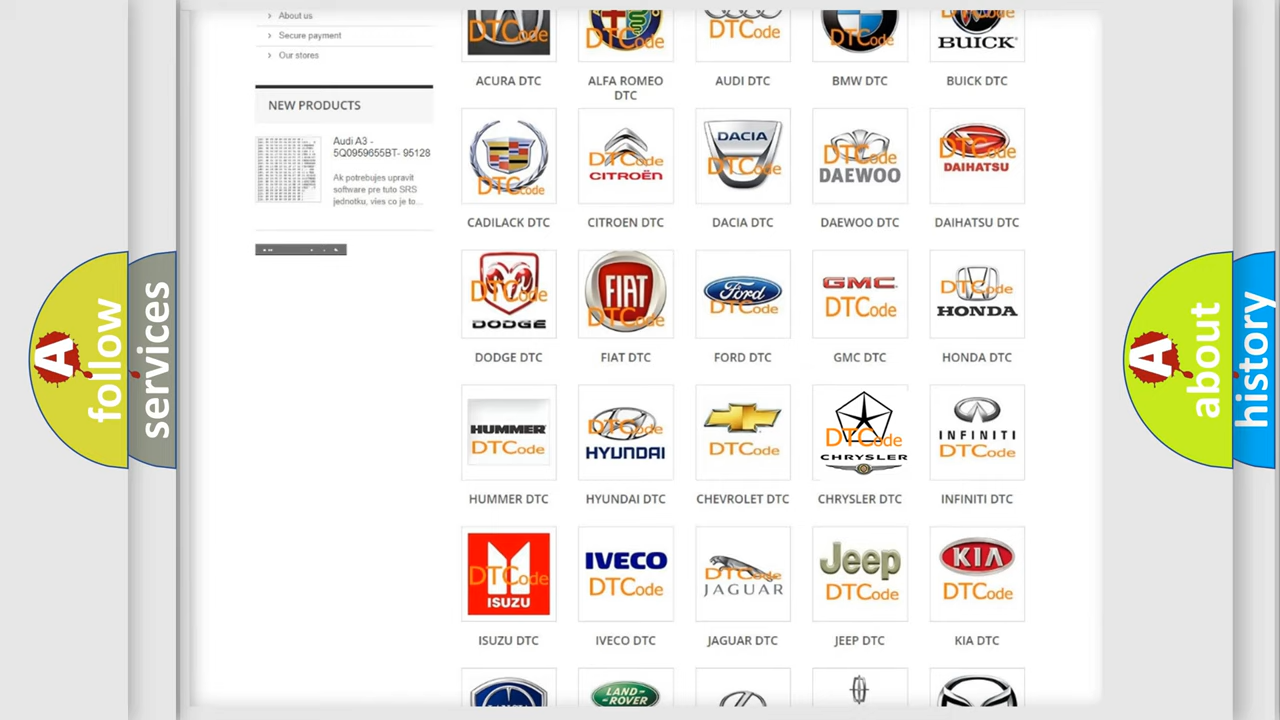 About us
Secure payment
Our stores
NEW PRODUCTS
Audi A3 -
5Q0959655BT- 95128
Ak potrebujes upravit
software pre tuto SRS
jednotku, vies co je to...
follow
services
about
history
DTCode
DTCode
DTCode
DTCode
DTCode
BUICK
ACURA DTC
ALFA ROMEO
DTC
AUDI DTC
BMW DTC
BUICK DTC
DTCode
DTCode
CITROËN
DACIA
DTCode
DTCode
DAEWOO
DTCode
DAIHATSU
CADILACK DTC
CITROEN DTC
DACIA DTC
DAEWOO DTC
DAIHATSU DTC
DTCode
DODGE
FIAT
DTCode
Ford
DTCode
GMC
DTCode
DTCode
HONDA
DODGE DTC
FIAT DTC
FORD DTC
GMC DTC
HONDA DTC
HUMMER
DTCode
DTCode
HYUNDAI
DTCode
DTCode
CHRYSLER
INFINITI
DTCode
HUMMER DTC
HYUNDAI DTC
CHEVROLET DTC
CHRYSLER DTC
INFINITI DTC
DTCode
ISUZU
IVECO
DTCode
DTCode
JAGUAR
Jeep
DTCode
KIA
DTCode
ISUZU DTC
IVECO DTC
JAGUAR DTC
JEEP DTC
KIA DTC
LAND-
ROVER